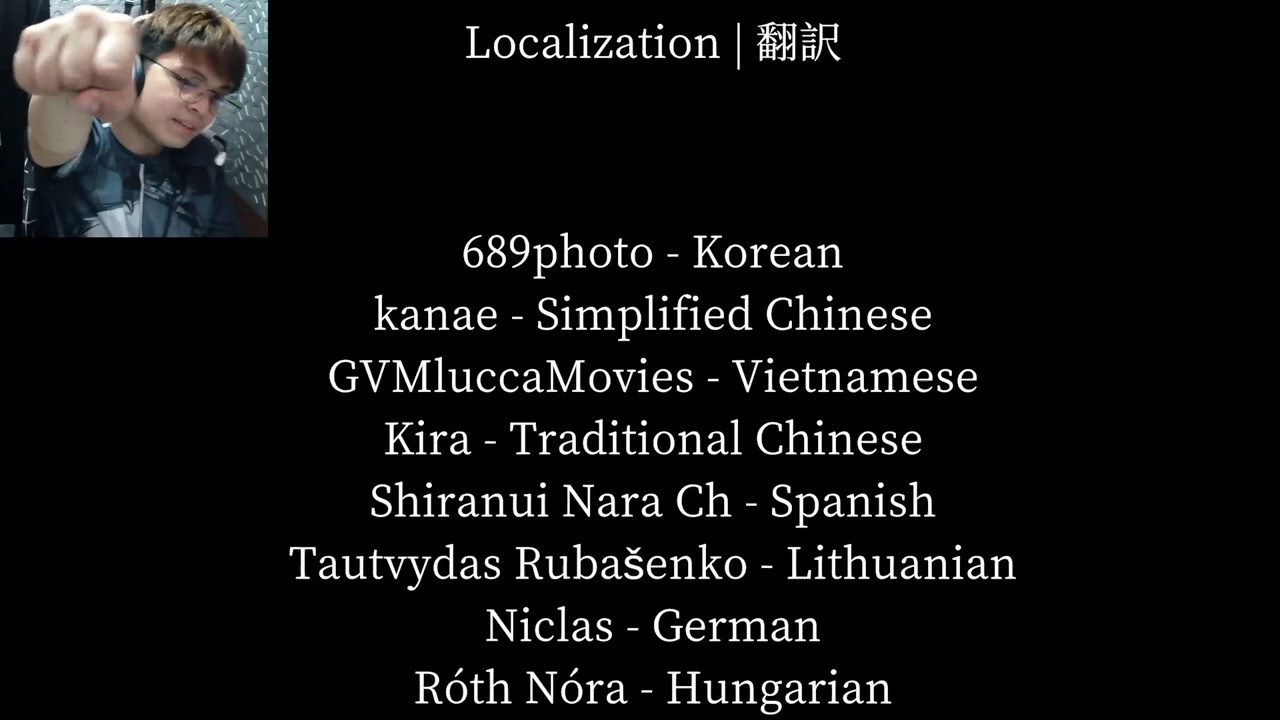 Localization | 翻訳
689photo - Korean
kanae - Simplified Chinese
GVMluccaMovies - Vietnamese
Kira - Traditional Chinese
Shiranui Nara Ch - Spanish
Tautvydas Rubašenko - Lithuanian
Niclas - German
Róth Nóra - Hungarian